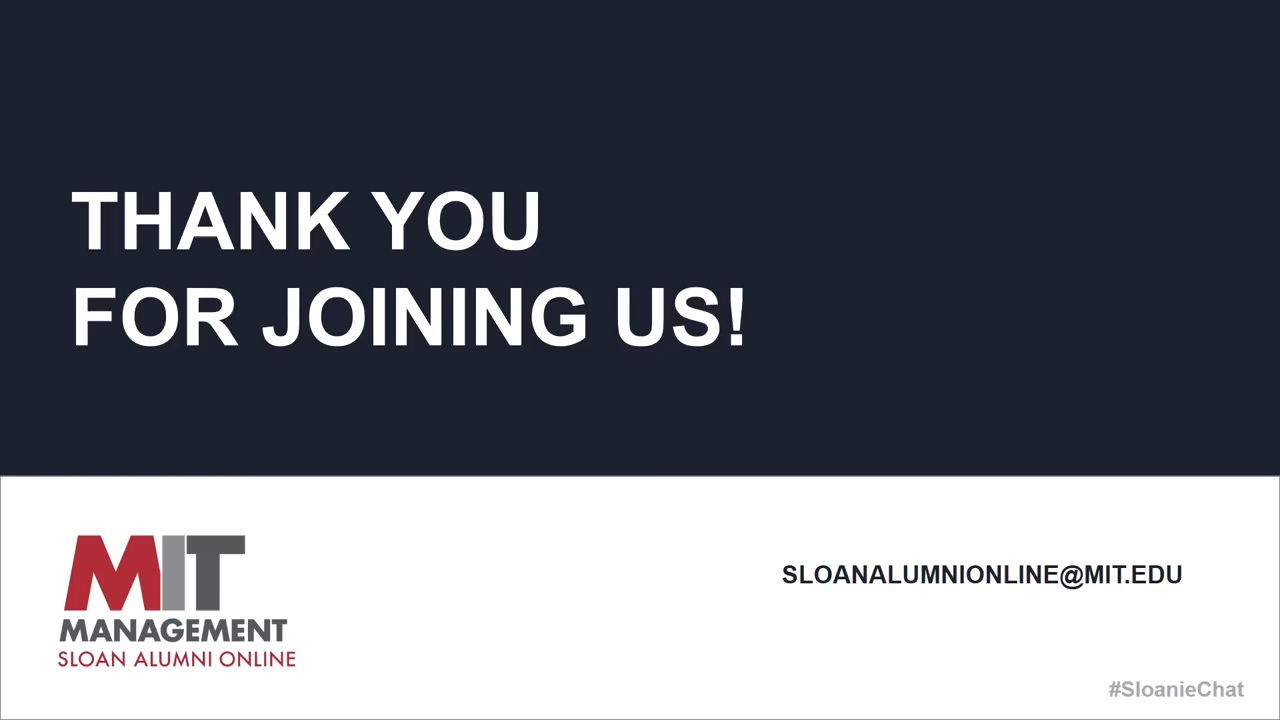 THANK YOU
FOR JOINING US!
MIT
MANAGEMENT
SLOAN ALUMNI ONLINE
SLOANALUMNIONLINE@MIT.EDU
#SloanieChat